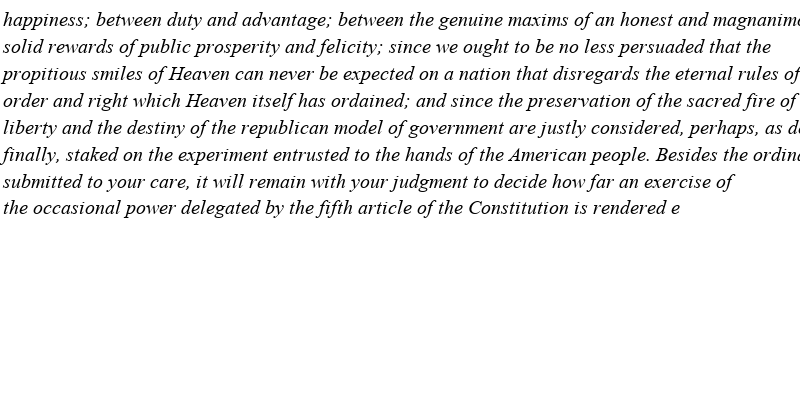 happiness; between duty and advantage; between the genuine maxims of an honest and
solid rewards of public prosperity and felicity; since we ought to be no less persuaded that the
propitious smiles of Heaven can never be expected on a nation that disregards the eternal rules of
order and right which Heaven itself has ordained; and since the preservation of the sacred fire of
liberty and the destiny of the republican model of government are justly considered, perhaps, as
finally, staked on the experiment entrusted to the hands of the American people. Besides the
submitted to your care, it will remain with your judgment to decide how far an exercise of
the occasional power delegated by the fifth article of the Constitution is rendered e